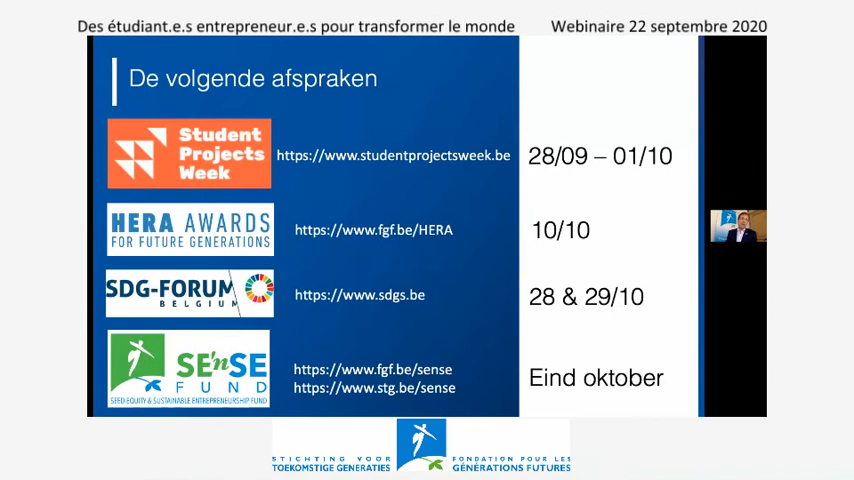 Des étudiant.e.s entrepreneur.e.s pour transformer le monde Webinaire 22 septembre 2020
De volgende afspraken
Student
Projects
Week
https://www.studentprojectsweek.be
28/09 – 01/10
HERA AWARDS
FOR FUTURE GENERATIONS
https://www.fgf.be/HERA
10/10
SDG-FORUM
BELGIUM
https://www.sdgs.be
28 & 29/10
SE'nSE
FUND
SEED EQUITY & SUSTAINABLE ENTREPRENEURSHIP FUND
https://www.fgf.be/sense
https://www.stg.be/sense
Eind oktober
STICHTING VOOR
TOEKOMSTIGE GENERATIES
FONDATION POUR LES
GÉNÉRATIONS FUTURES